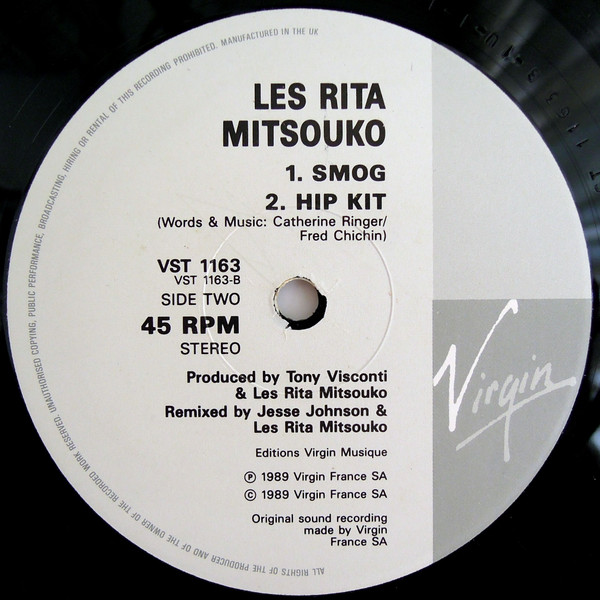 LES RITA
MITSOUKO
1. SMOG
2. HIP KIT
(Words & Music: Catherine Ringer/
Fred Chichin)
VST 1163
VST 1163-B
SIDE TWO
45 RPM
STEREO
Produced by Tony Visconti
& Les Rita Mitsouko
Remixed by Jesse Johnson &
Les Rita Mitsouko
Editions Virgin Musique
Ⓟ 1989 Virgin France SA
© 1989 Virgin France SA
Original sound recording
made by Virgin
France SA
Virgin
ALL RIGHTS OF THE PRODUCER AND OF THE OWNER OF THE RECORDED WORK RESERVED. UNAUTHORISED COPYING, PUBLIC PERFORMANCE, BROADCASTING, HIRING OR RENTAL OF THIS RECORDING PROHIBITED. MANUFACTURED IN THE UK